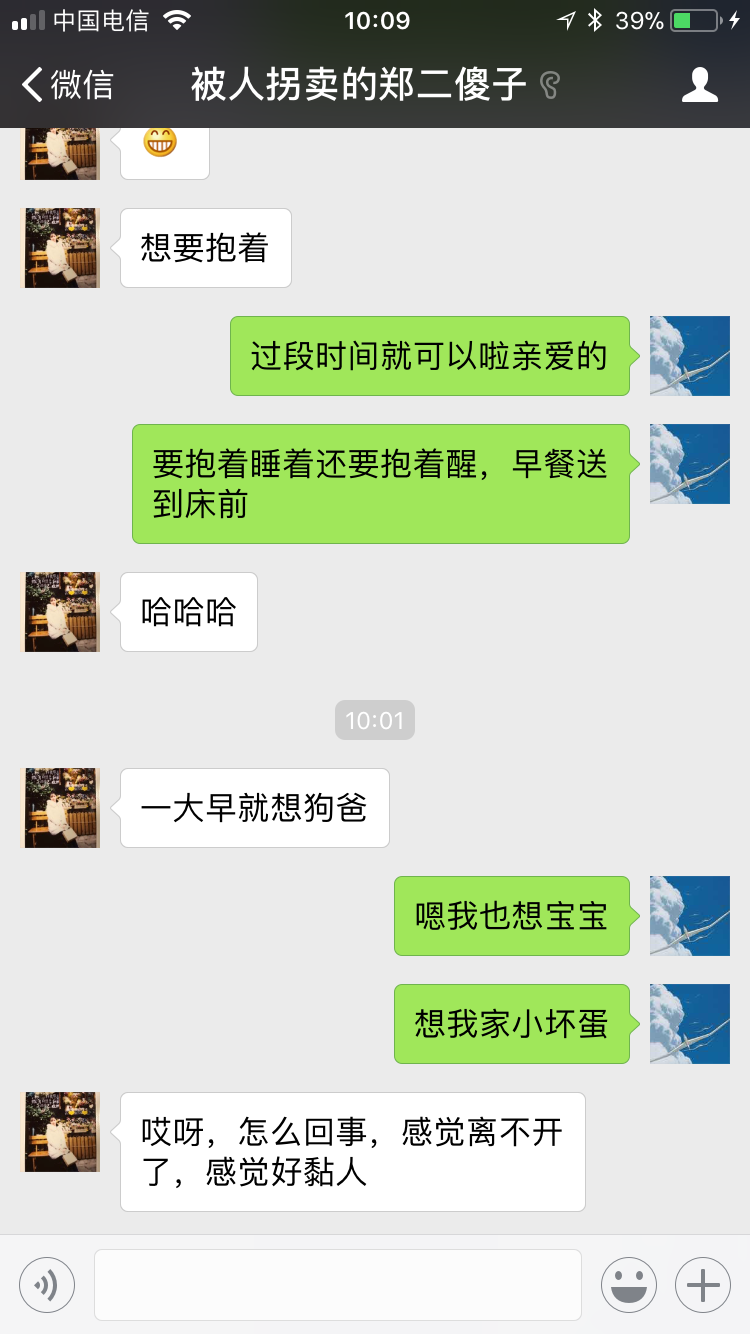 中国电信 10:09 39%
微信 被人拐卖的郑二傻子
想要抱着
过段时间就可以啦亲爱的
要抱着睡着还要抱着醒，早餐送
到床前
哈哈哈
10:01
一大早就想狗爸
嗯我也想宝宝
想我家小坏蛋
哎呀，怎么回事，感觉离不开
了，感觉好黏人